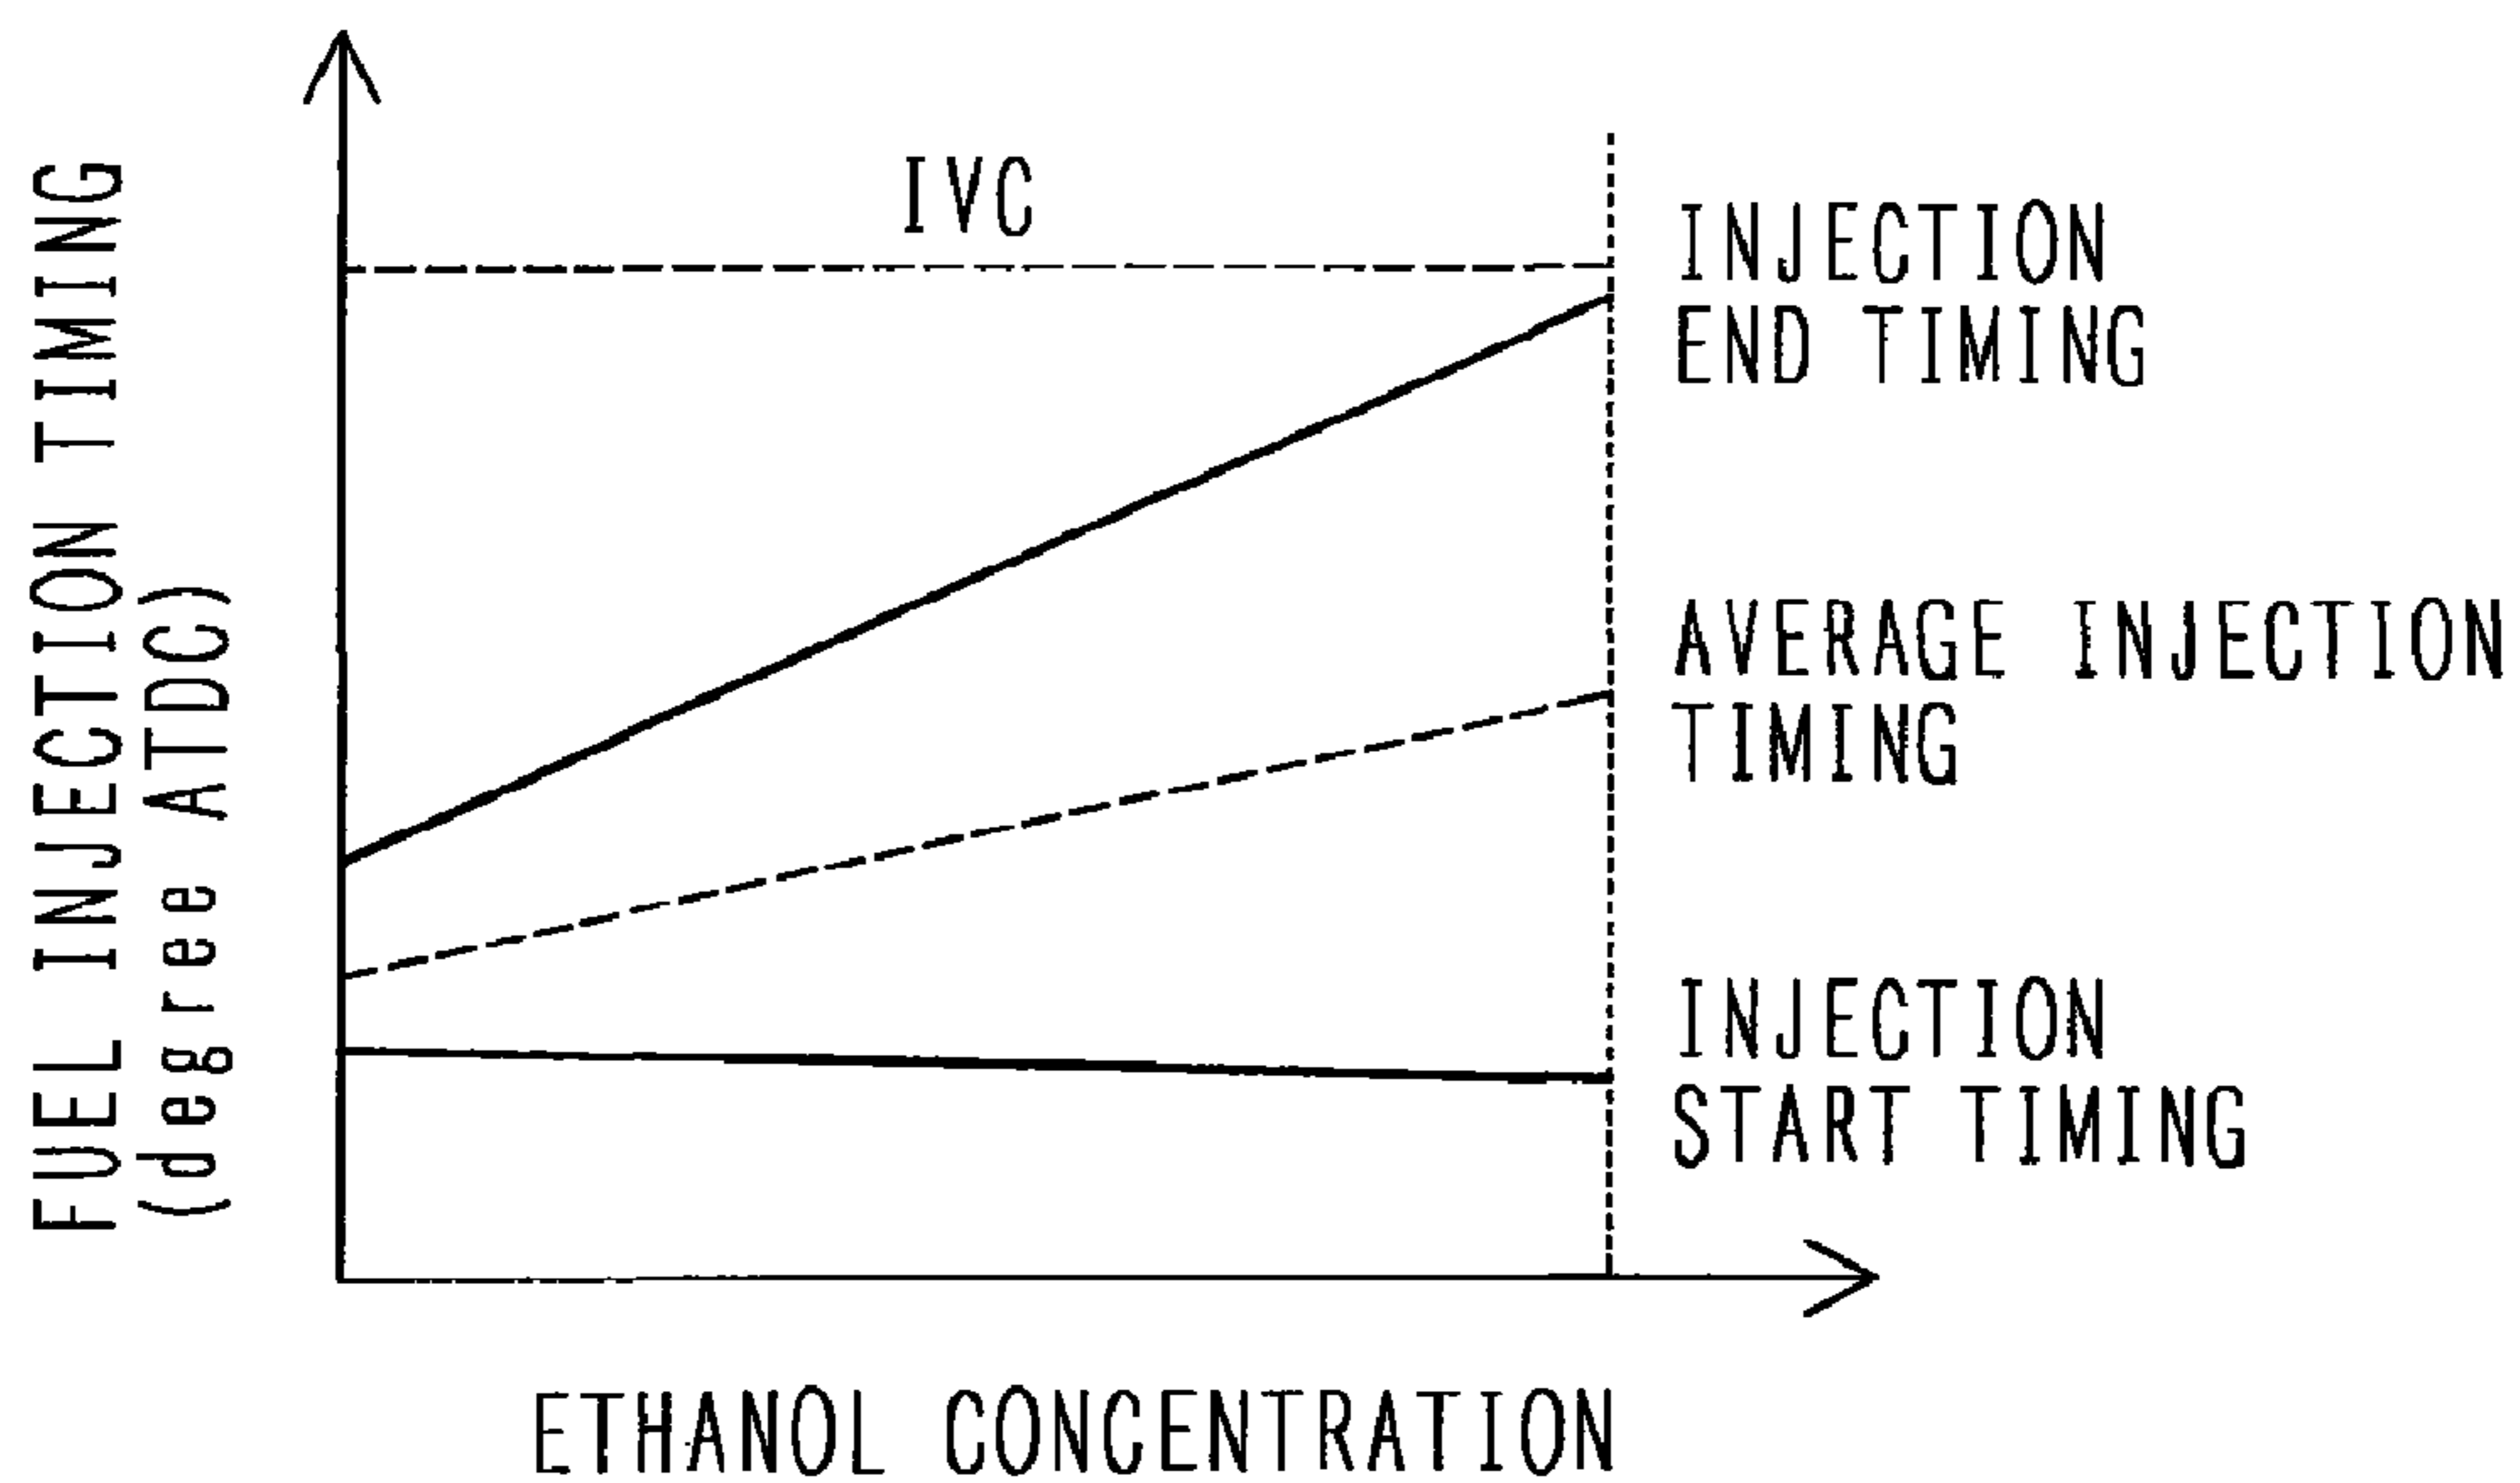 FUEL INJECTION TIMING
(degree ATDC)
IVC
INJECTION
END TIMING
AVERAGE INJECTION
TIMING
INJECTION
START TIMING
ETHANOL CONCENTRATION